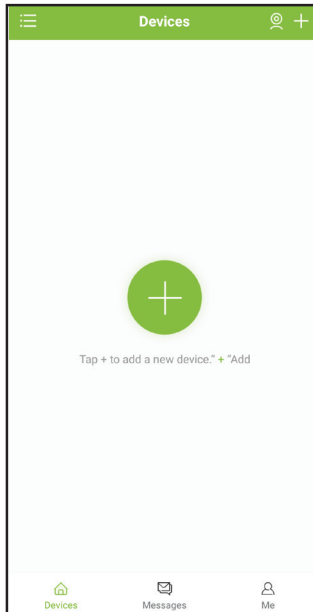 Devices
Tap + to add a new device." + "Add
Devices
Messages
Me